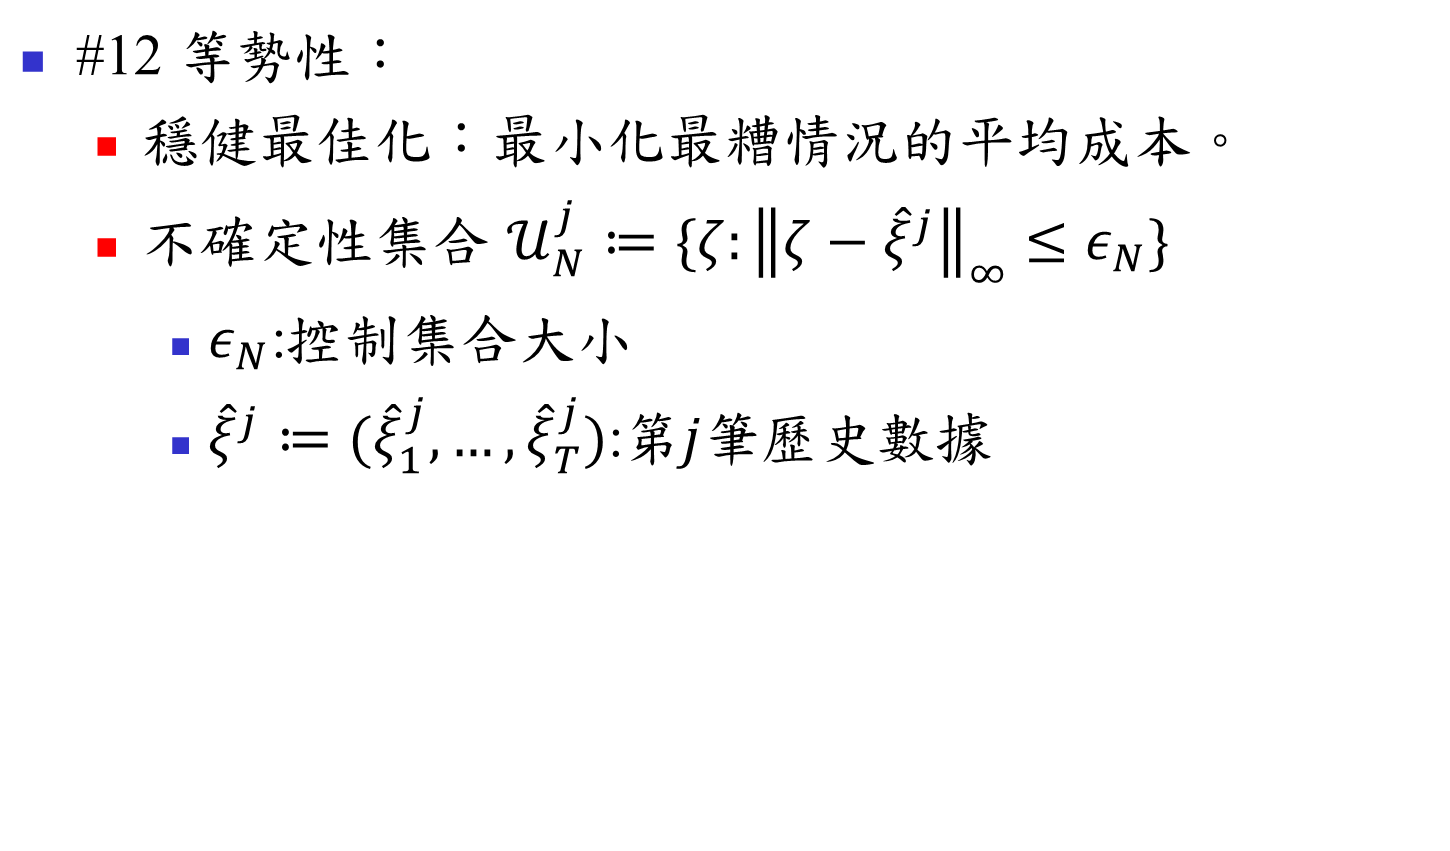 #12 等勢性：
穩健最佳化：最小化最糟情況的平均成本。
不確定性集合 𝒰_N^j ≔ {ζ: ‖ζ − ξ̂^j‖_∞ ≤ ϵ_N}
ϵ_N:控制集合大小
ξ̂^j ≔ (ξ̂_1^j, … , ξ̂_T^j):第j筆歷史數據